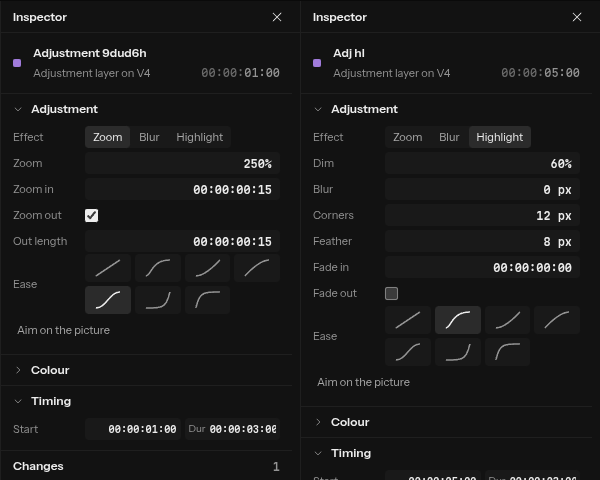 Inspector
Adjustment 9dud6h
Adjustment layer on V4 00:00:01:00
Adjustment
Effect Zoom Blur Highlight
Zoom 250%
Zoom in 00:00:00:15
Zoom out
Out length 00:00:00:15
Ease
Aim on the picture
Colour
Timing
Start 00:00:01:00 Dur 00:00:03:00
Changes 1
Inspector
Adj hl
Adjustment layer on V4 00:00:05:00
Adjustment
Effect Zoom Blur Highlight
Dim 60%
Blur 0 px
Corners 12 px
Feather 8 px
Fade in 00:00:00:00
Fade out
Ease
Aim on the picture
Colour
Timing